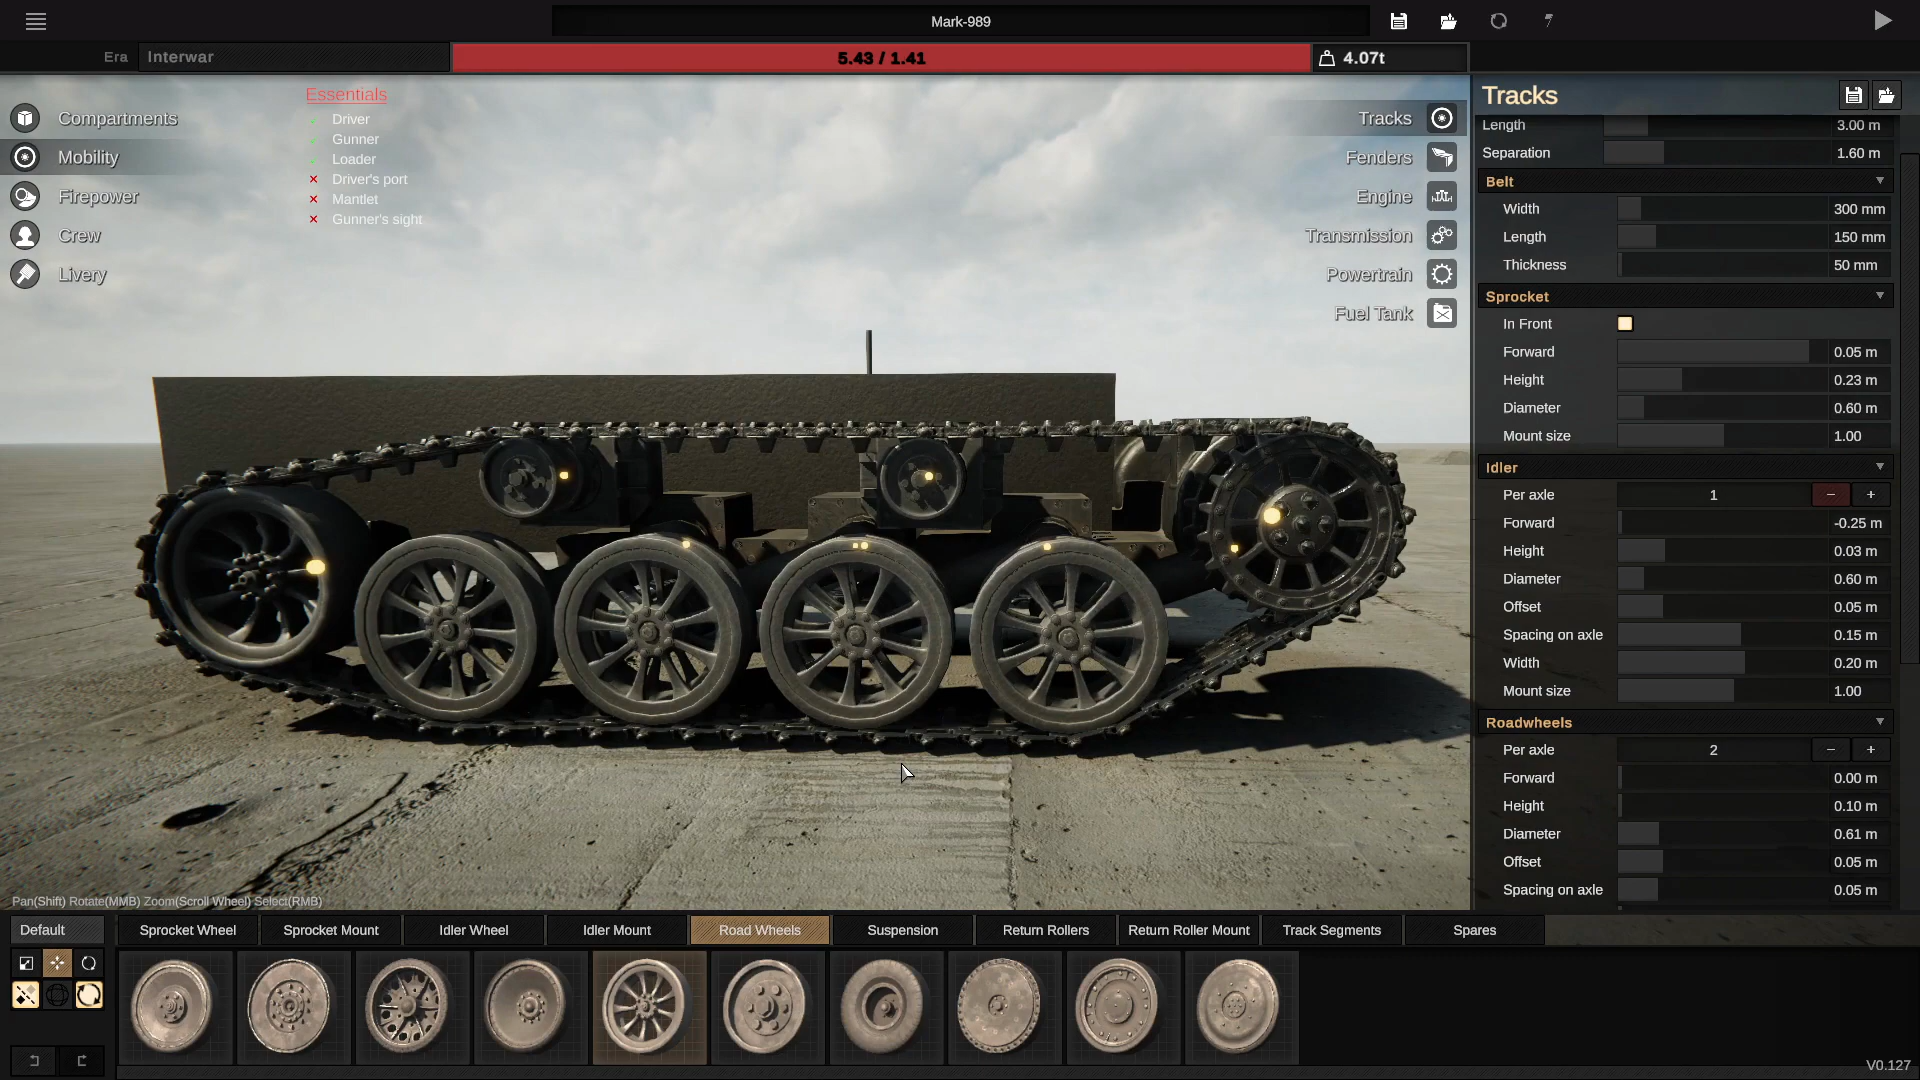 Mark-989
Era Interwar
5.43 / 1.41
4.07t
Compartments
Mobility
Firepower
Crew
Livery
Essentials
Driver
Gunner
Loader
Driver's port
Mantlet
Gunner's sight
Tracks
Fenders
Engine
Transmission
Powertrain
Fuel Tank
Tracks
Length 3.00 m
Separation 1.60 m
Belt
Width 300 mm
Length 150 mm
Thickness 50 mm
Sprocket
In Front
Forward 0.05 m
Height 0.23 m
Diameter 0.60 m
Mount size 1.00
Idler
Per axle 1 − +
Forward -0.25 m
Height 0.03 m
Diameter 0.60 m
Offset 0.05 m
Spacing on axle 0.15 m
Width 0.20 m
Mount size 1.00
Roadwheels
Per axle 2 − +
Forward 0.00 m
Height 0.10 m
Diameter 0.61 m
Offset 0.05 m
Spacing on axle 0.05 m
Pan(Shift) Rotate(MMB) Zoom(Scroll Wheel) Select(RMB)
Default
Sprocket Wheel Sprocket Mount Idler Wheel Idler Mount Road Wheels Suspension Return Rollers Return Roller Mount Track Segments Spares
V0.127